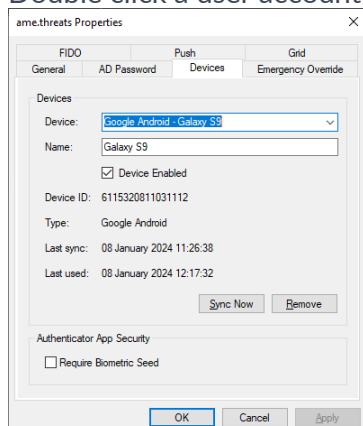 Double click a user account
ame.threats Properties
FIDO Push Grid
General AD Password Devices Emergency Override
Devices
Device: Google Android - Galaxy S9
Name: Galaxy S9
Device Enabled
Device ID: 6115320811031112
Type: Google Android
Last sync: 08 January 2024 11:26:38
Last used: 08 January 2024 12:17:32
Sync Now Remove
Authenticator App Security
Require Biometric Seed
OK Cancel Apply